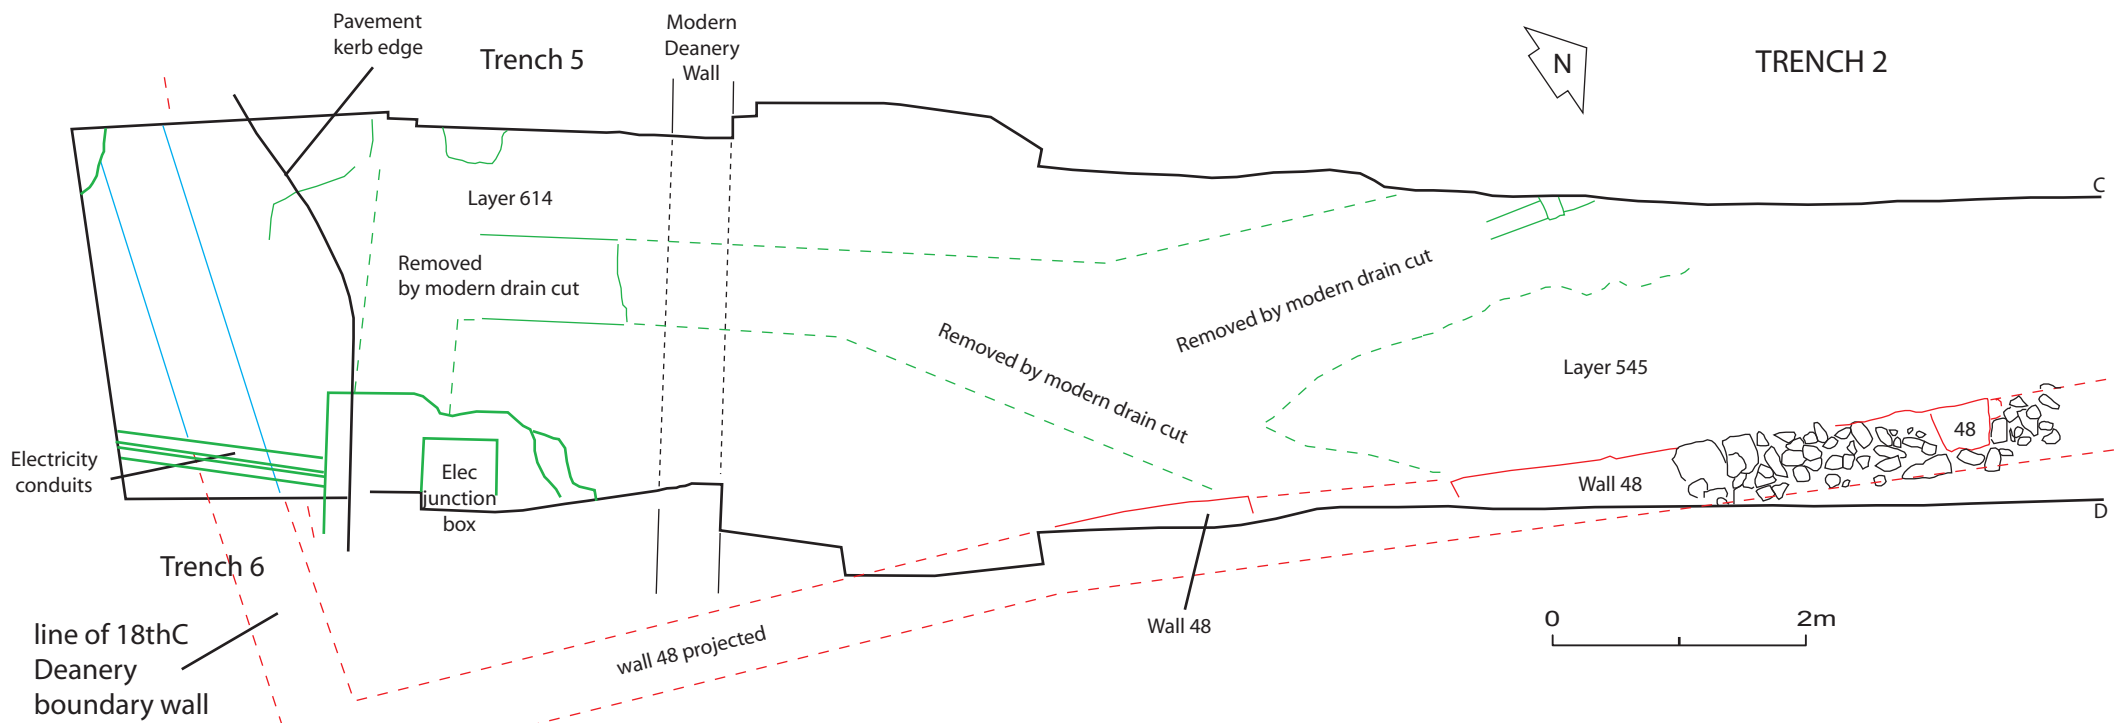 Pavement
kerb edge
Trench 5
Modern
Deanery
Wall
N
TRENCH 2
C
Layer 614
Removed
by modern drain cut
Removed by modern drain cut
Removed by modern drain cut
Layer 545
48
Wall 48
D
Electricity
conduits
Elec
junction
box
Trench 6
line of 18thC
Deanery
boundary wall
wall 48 projected
Wall 48
0 2m